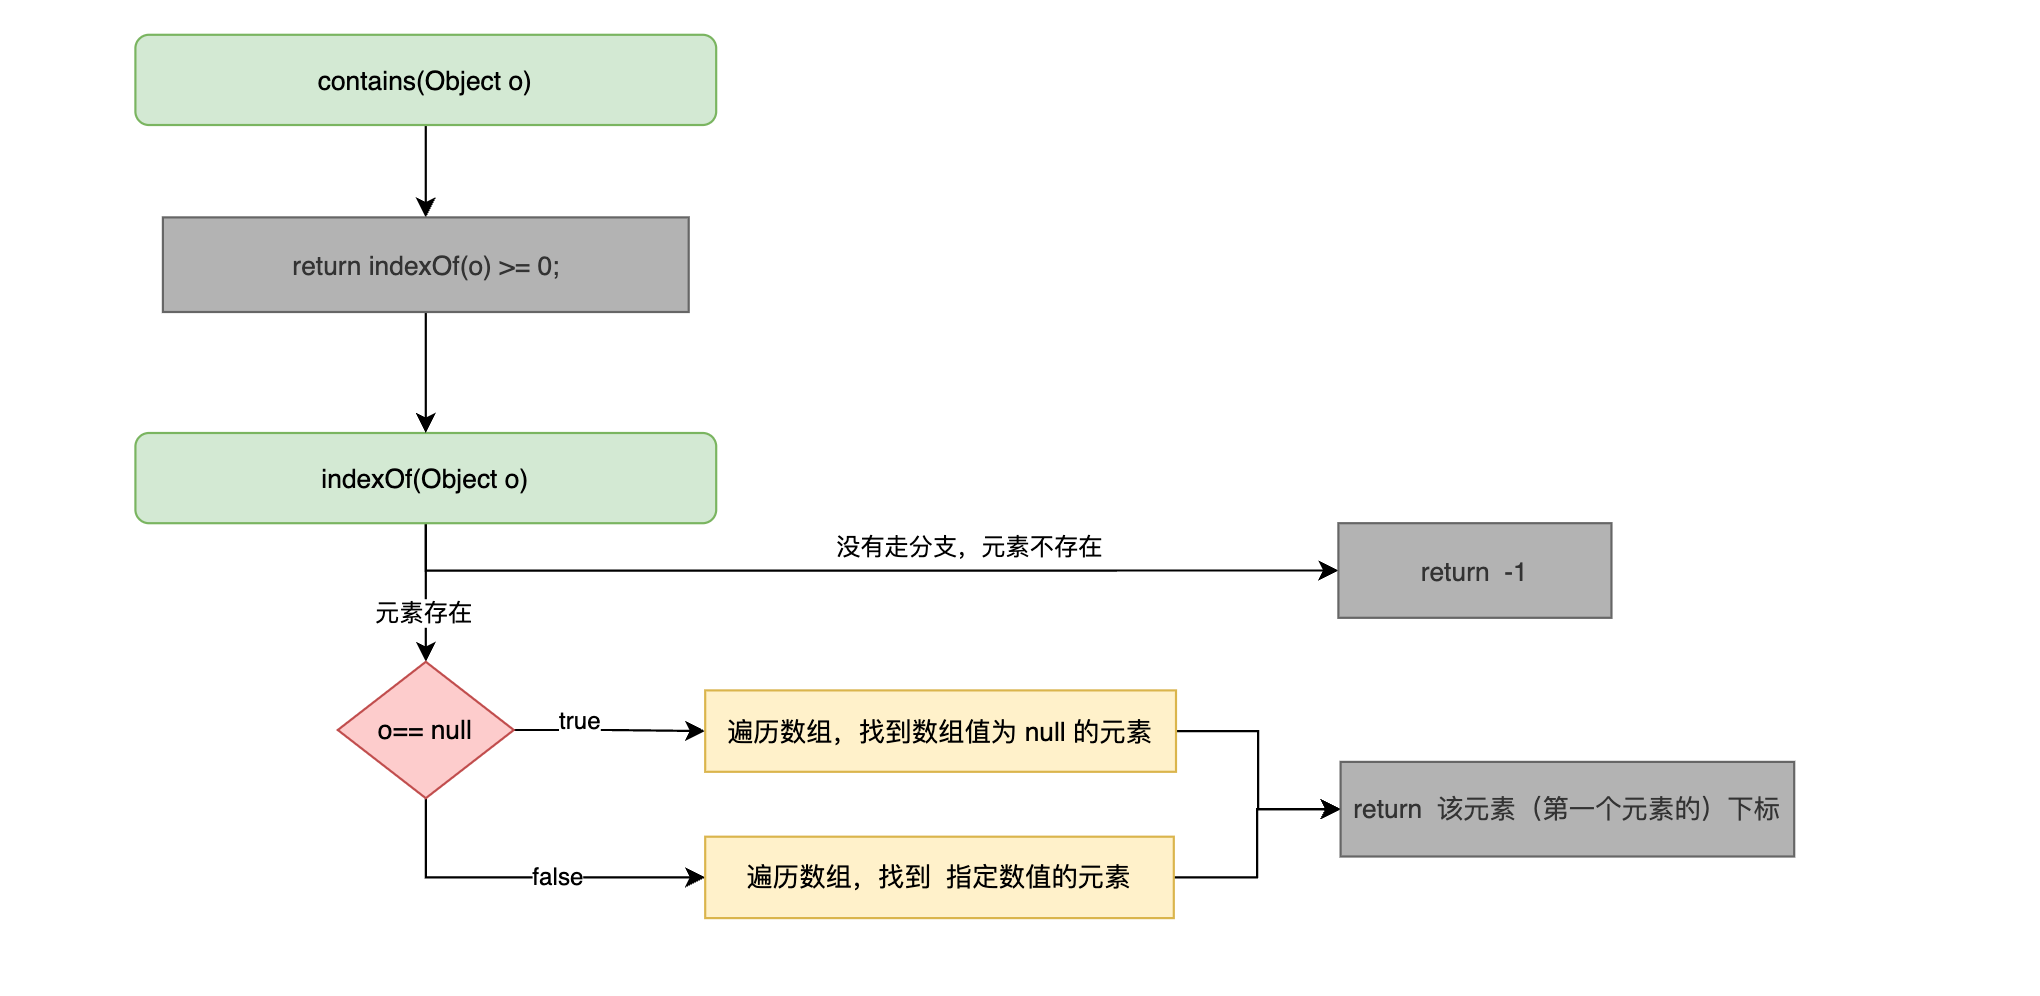 contains(Object o)
return indexOf(o) >= 0;
indexOf(Object o)
没有走分支，元素不存在
return  -1
元素存在
o== null
true
遍历数组，找到数组值为 null 的元素
return  该元素（第一个元素的）下标
false
遍历数组，找到  指定数值的元素